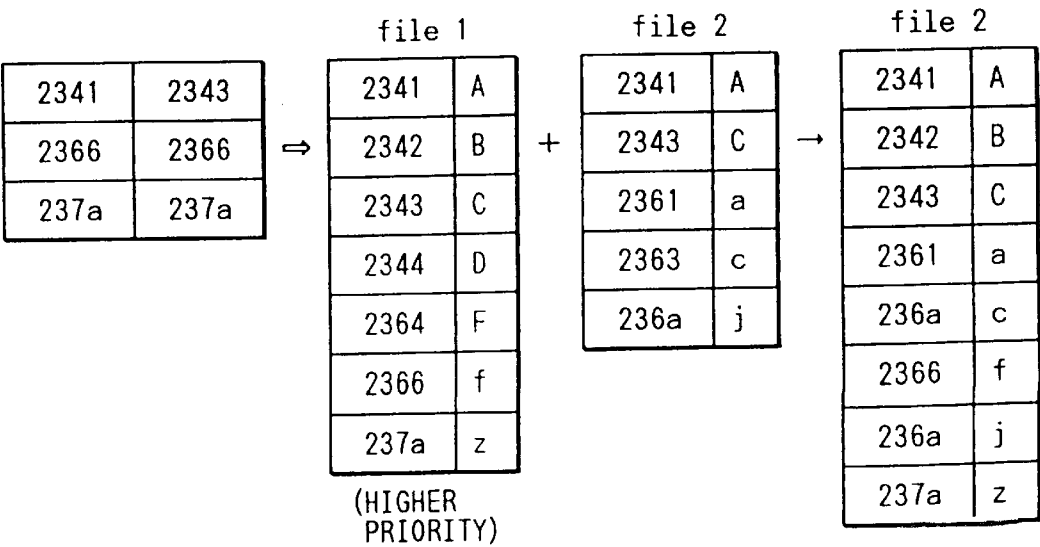 2341 2343
2366 2366
237a 237a
⇒
file 1
2341 A
2342 B
2343 C
2344 D
2364 F
2366 f
237a z
(HIGHER
PRIORITY)
+
file 2
2341 A
2343 C
2361 a
2363 c
236a j
→
file 2
2341 A
2342 B
2343 C
2361 a
236a c
2366 f
236a j
237a z